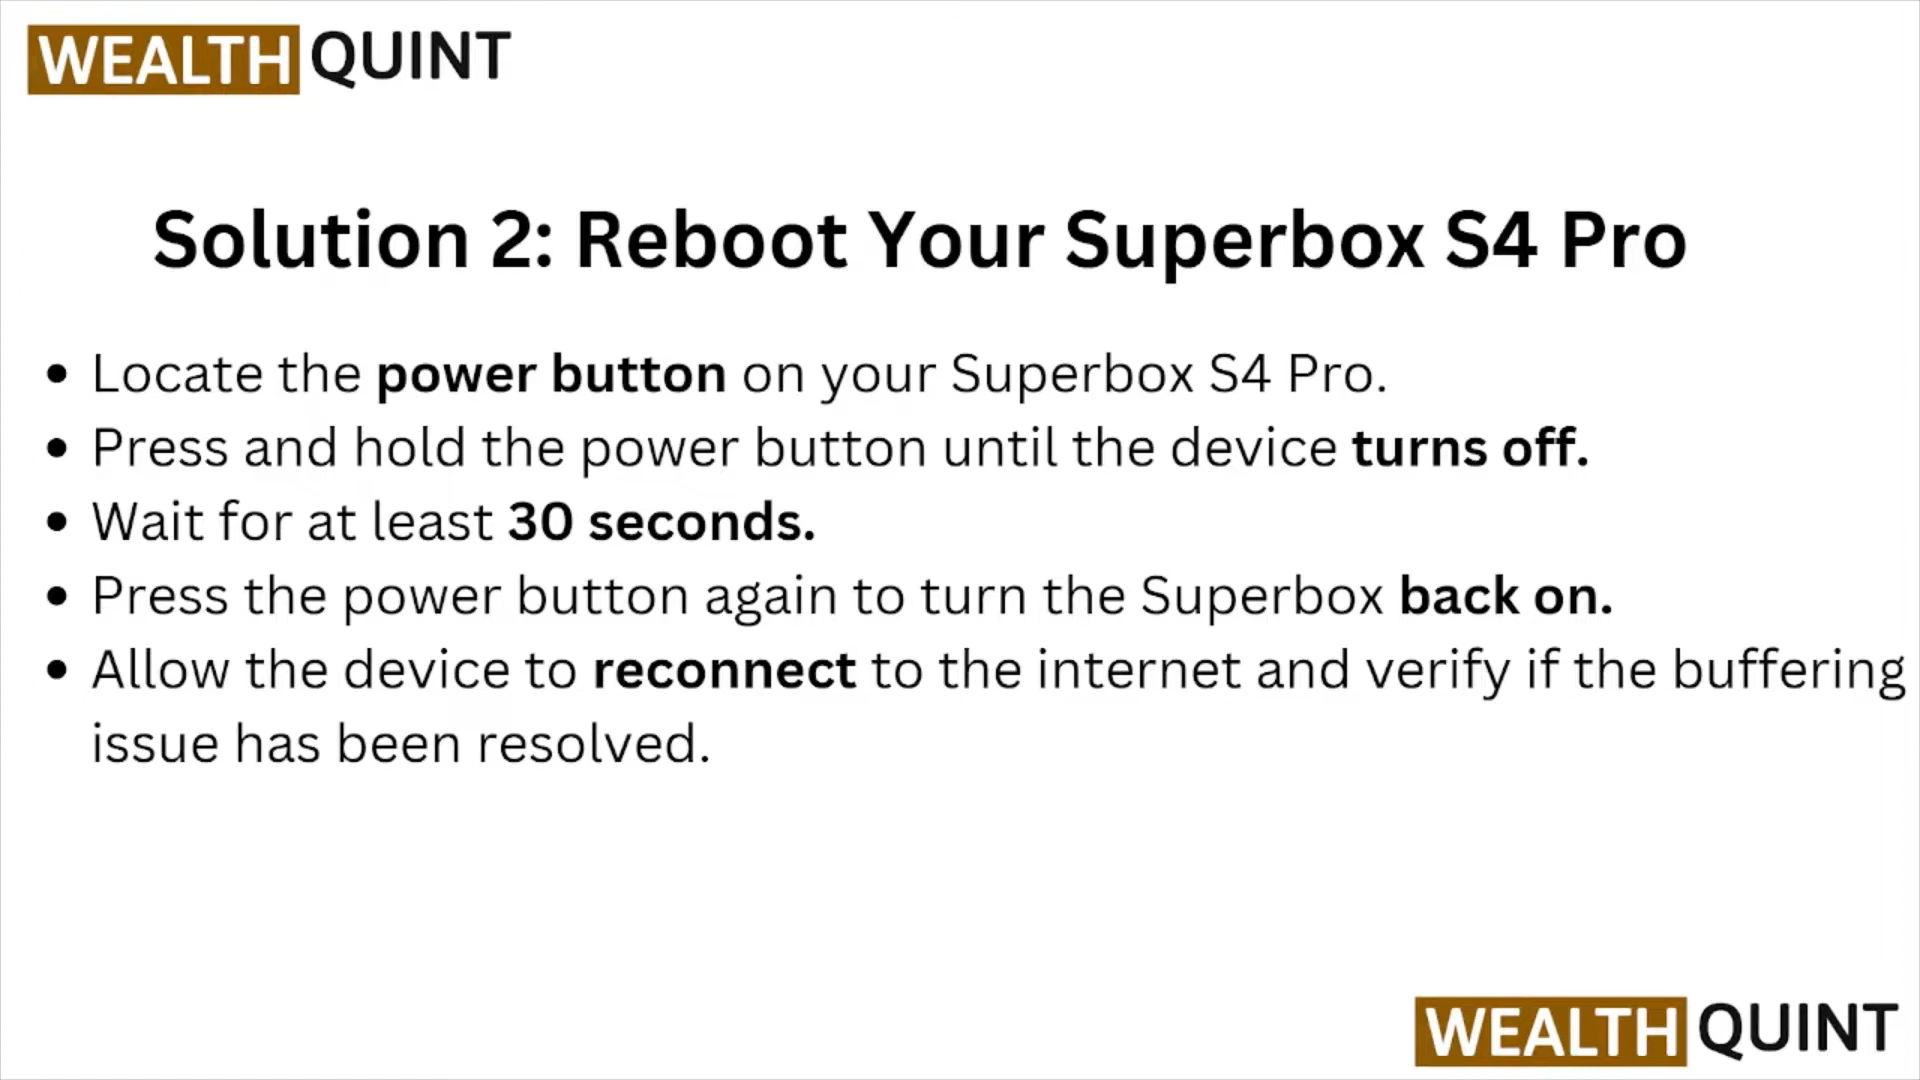 WEALTH QUINT
Solution 2: Reboot Your Superbox S4 Pro
• Locate the power button on your Superbox S4 Pro.
• Press and hold the power button until the device turns off.
• Wait for at least 30 seconds.
• Press the power button again to turn the Superbox back on.
• Allow the device to reconnect to the internet and verify if the buffering
issue has been resolved.
WEALTH QUINT